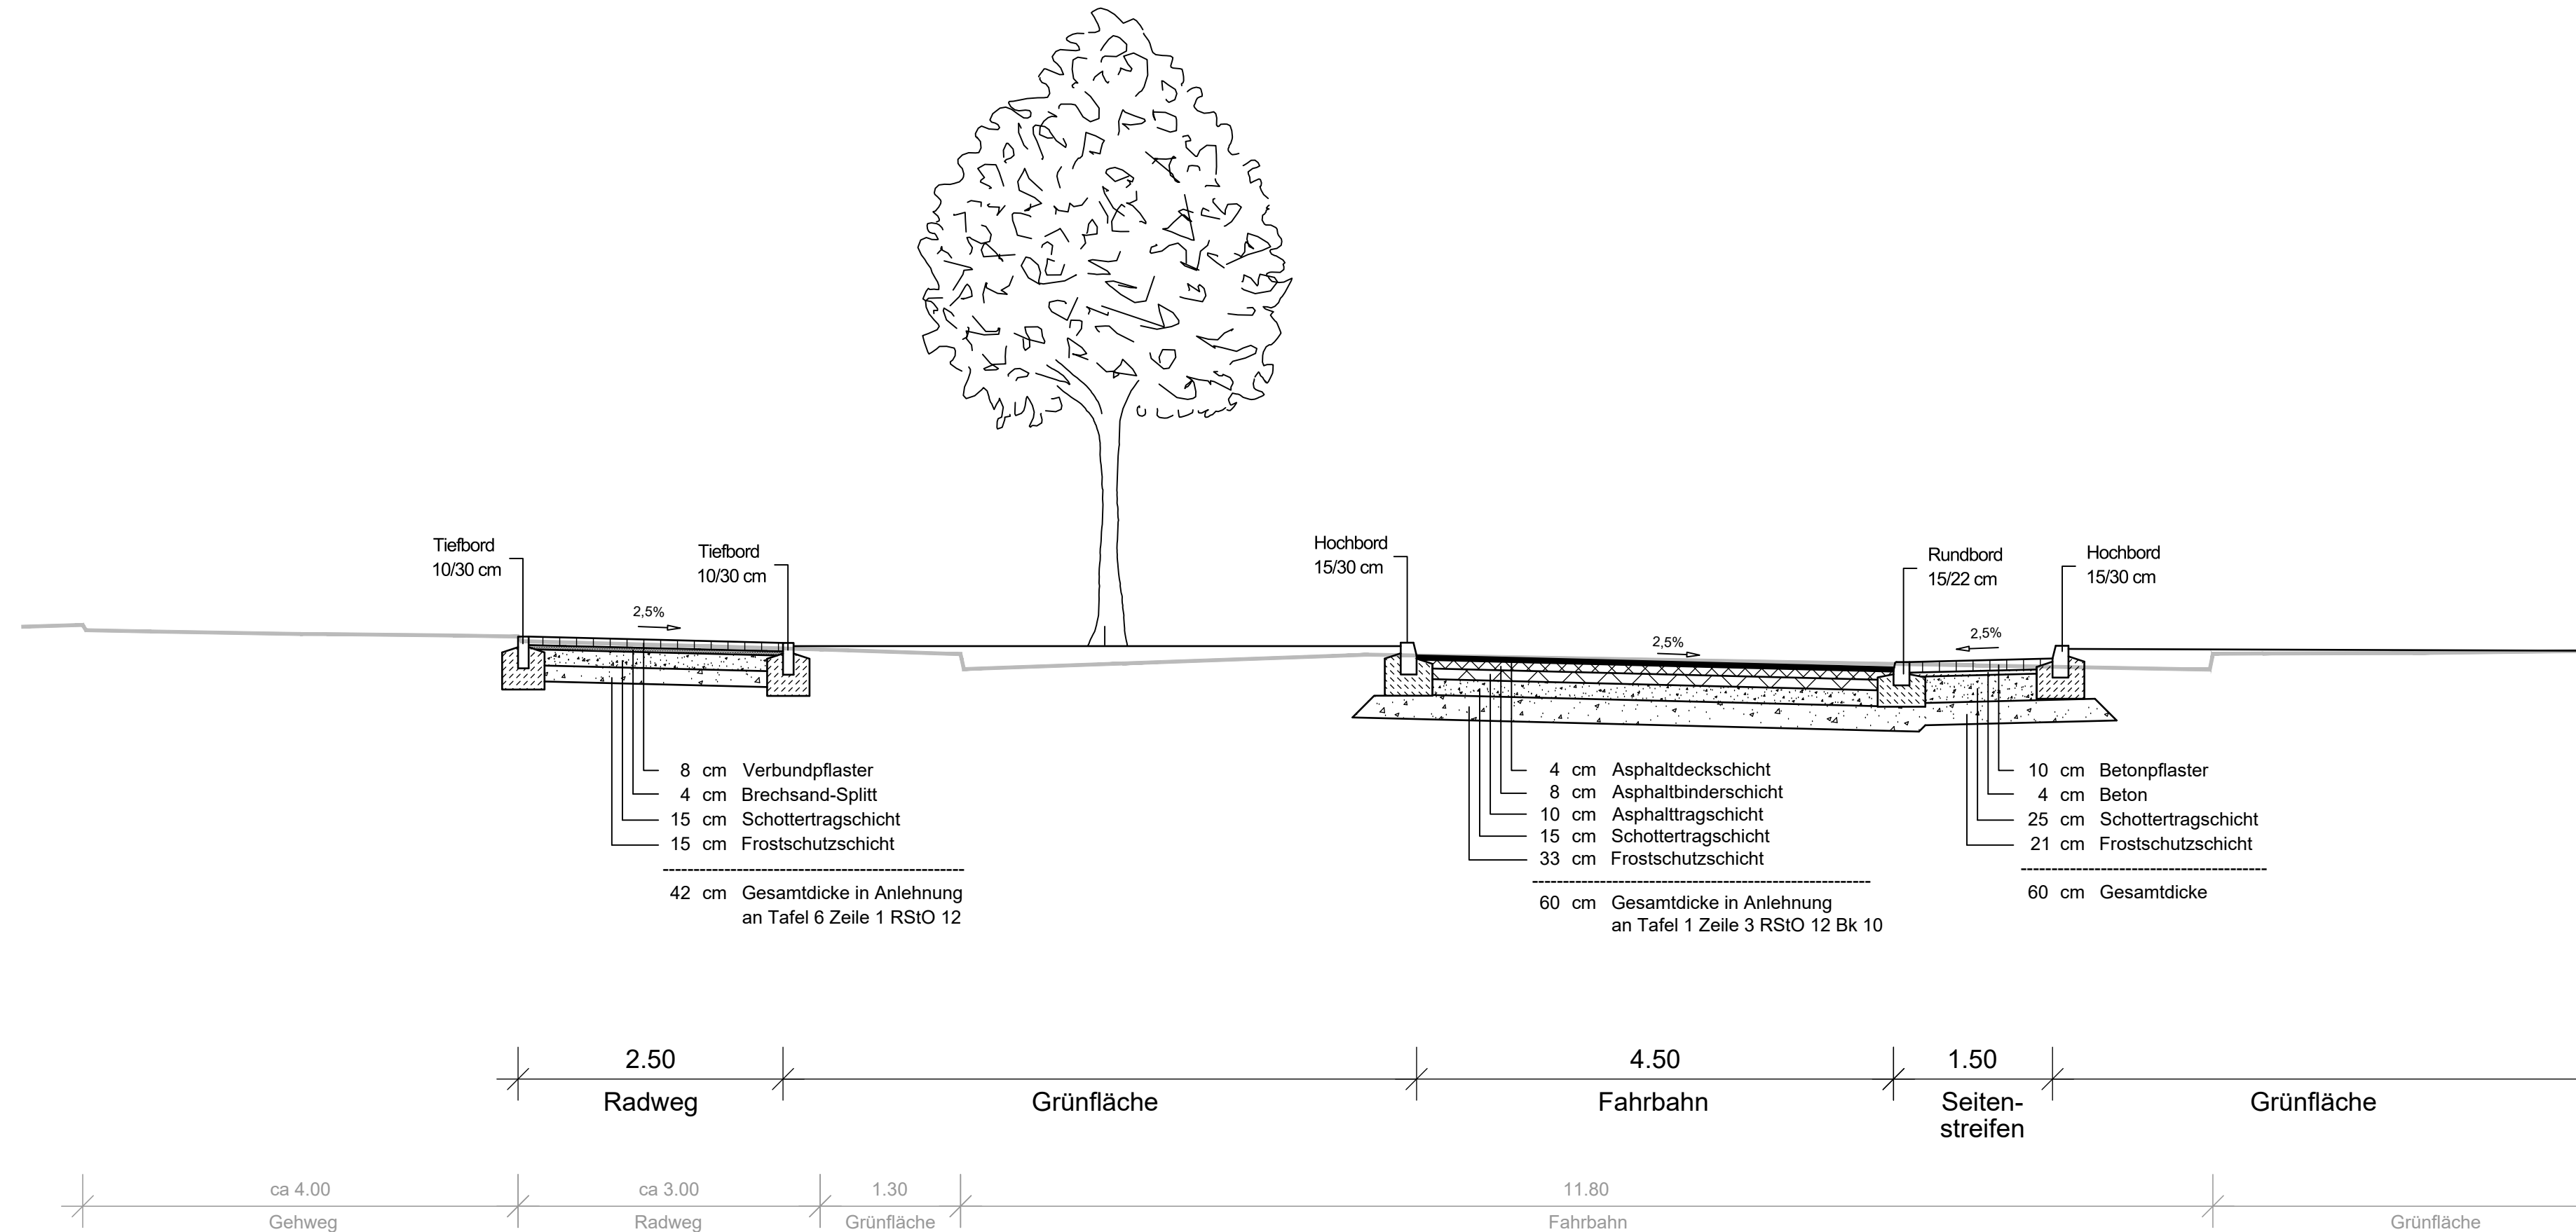 Tiefbord
10/30 cm
Tiefbord
10/30 cm
Hochbord
15/30 cm
Rundbord
15/22 cm
Hochbord
15/30 cm
2,5%
2,5%
2,5%
8 cm Verbundpflaster
4 cm Brechsand-Splitt
15 cm Schottertragschicht
15 cm Frostschutzschicht
42 cm Gesamtdicke in Anlehnung
an Tafel 6 Zeile 1 RStO 12
4 cm Asphaltdeckschicht
8 cm Asphaltbinderschicht
10 cm Asphalttragschicht
15 cm Schottertragschicht
33 cm Frostschutzschicht
60 cm Gesamtdicke in Anlehnung
an Tafel 1 Zeile 3 RStO 12 Bk 10
10 cm Betonpflaster
4 cm Beton
25 cm Schottertragschicht
21 cm Frostschutzschicht
60 cm Gesamtdicke
2.50
Radweg
Grünfläche
4.50
Fahrbahn
1.50
Seiten-
streifen
Grünfläche
ca 4.00
Gehweg
ca 3.00
Radweg
1.30
Grünfläche
11.80
Fahrbahn
Grünfläche